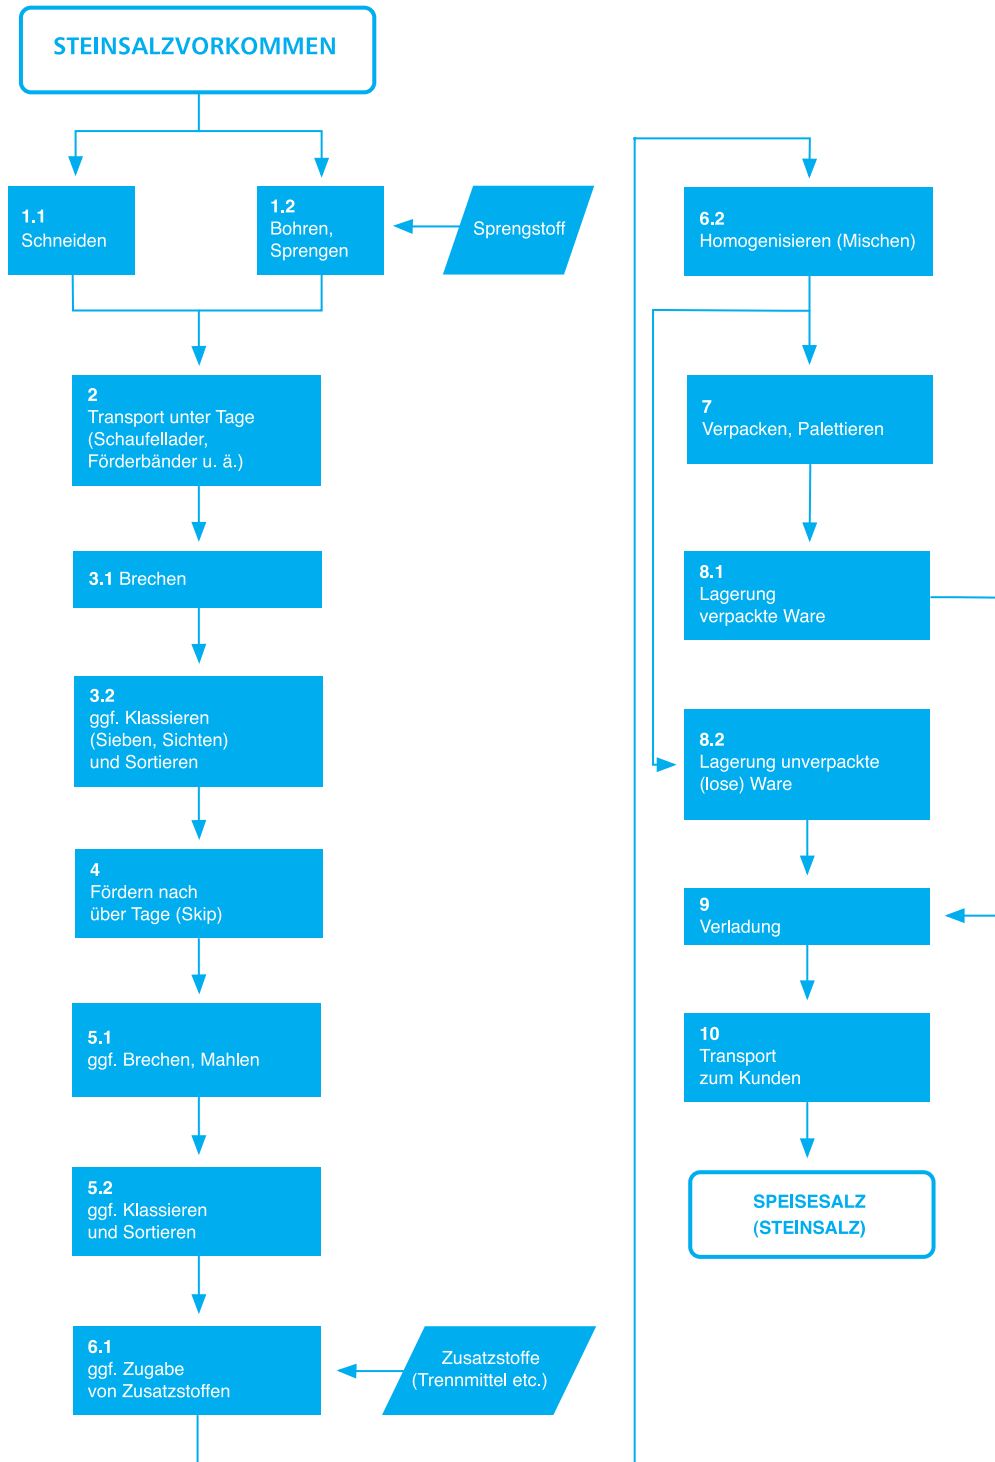 STEINSALZVORKOMMEN
1.1
Schneiden
1.2
Bohren,
Sprengen
Sprengstoff
2
Transport unter Tage
(Schaufellader,
Förderbänder u. ä.)
3.1 Brechen
3.2
ggf. Klassieren
(Sieben, Sichten)
und Sortieren
4
Fördern nach
über Tage (Skip)
5.1
ggf. Brechen, Mahlen
5.2
ggf. Klassieren
und Sortieren
6.1
ggf. Zugabe
von Zusatzstoffen
Zusatzstoffe
(Trennmittel etc.)
6.2
Homogenisieren (Mischen)
7
Verpacken, Palettieren
8.1
Lagerung
verpackte Ware
8.2
Lagerung unverpackte
(lose) Ware
9
Verladung
10
Transport
zum Kunden
SPEISESALZ
(STEINSALZ)